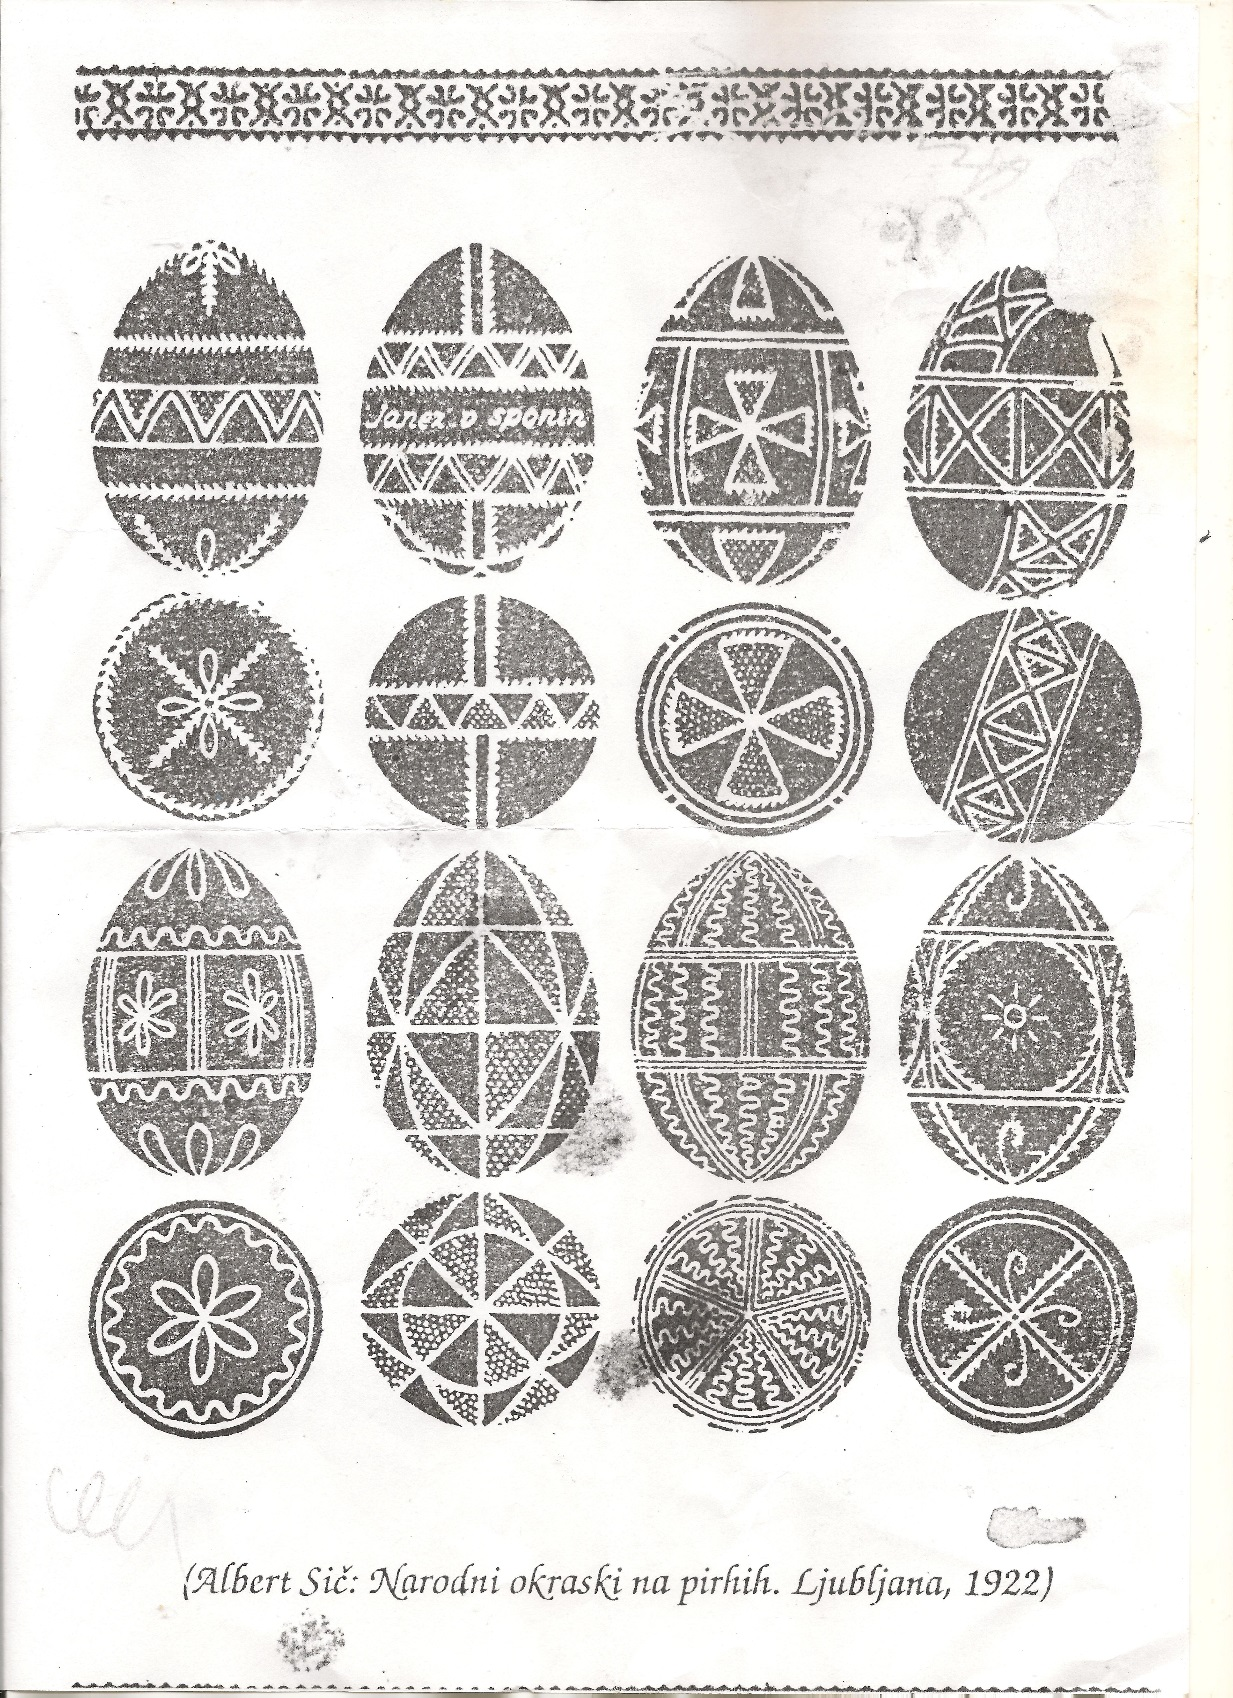 Janez v spomin
(Albert Sič: Narodni okraski na pirhih. Ljubljana, 1922)